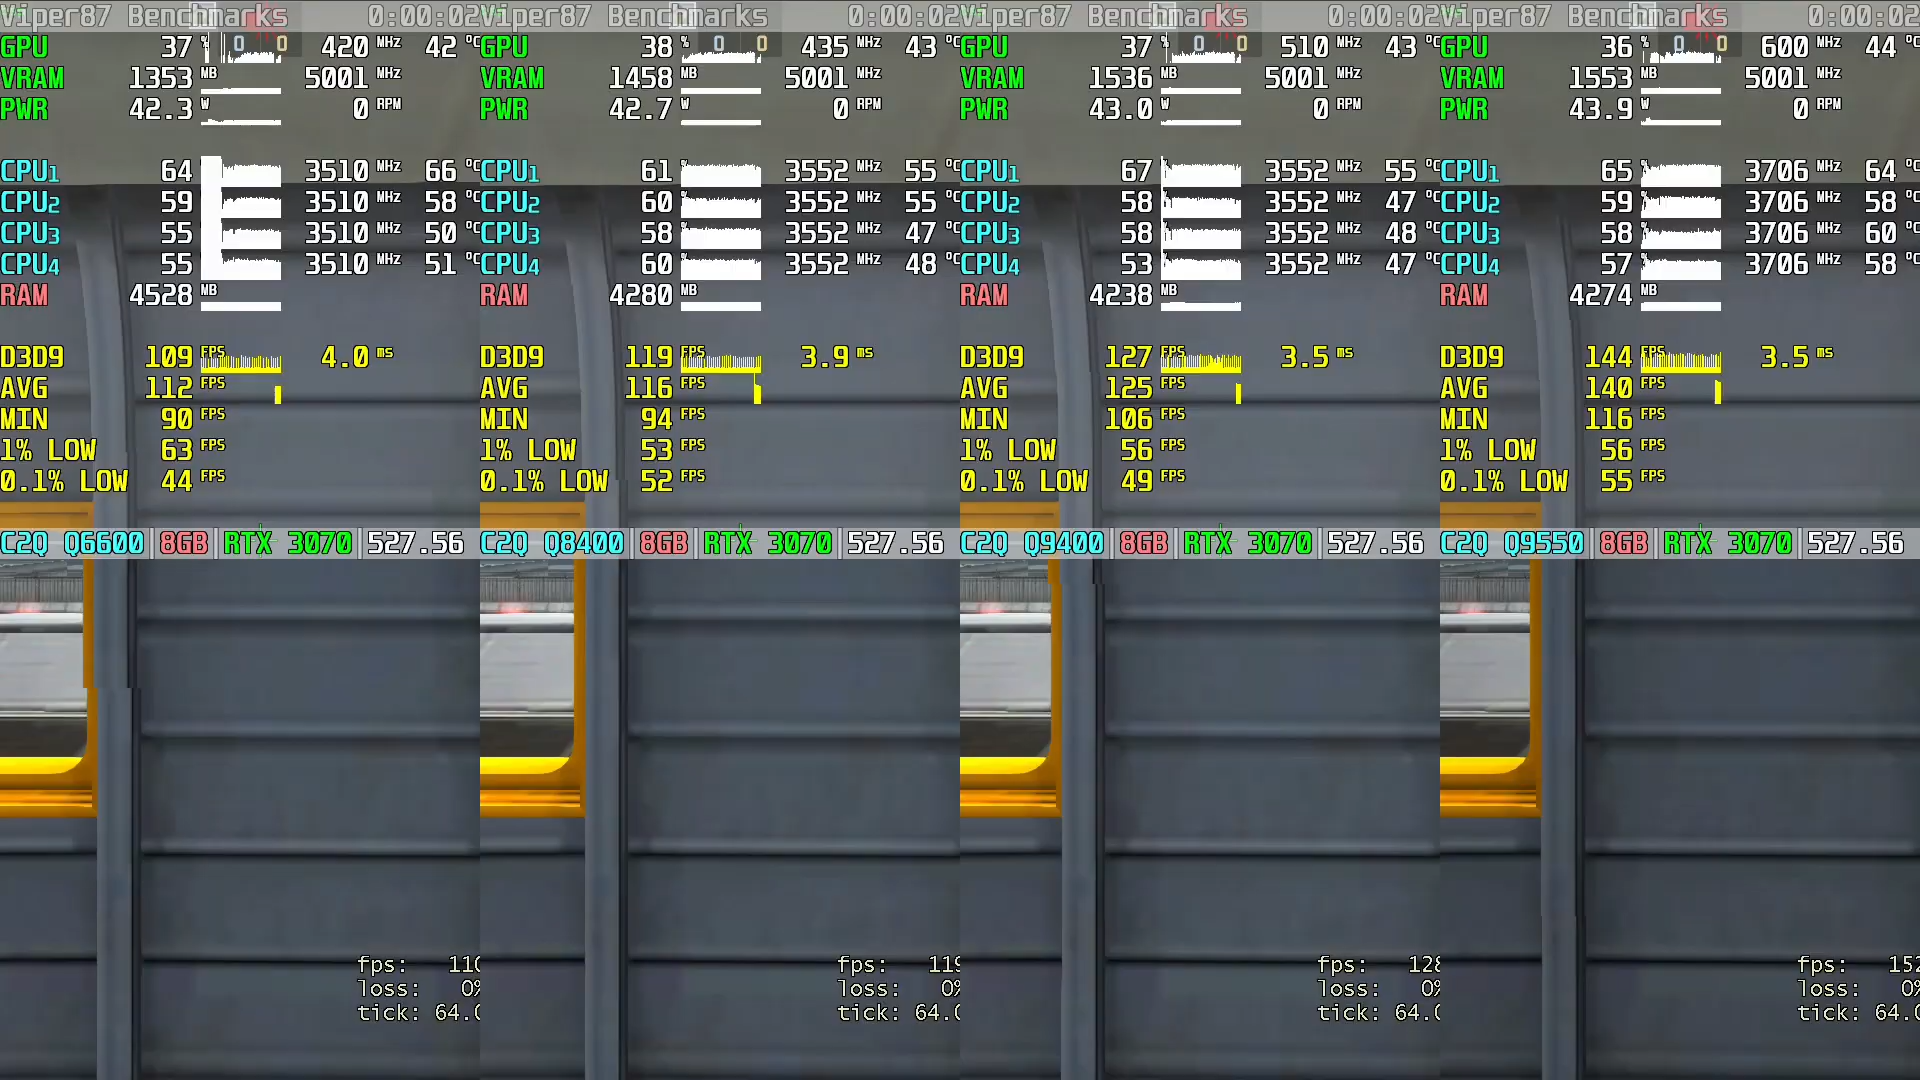 Viper87 Benchmarks 0:00:02
GPU 37 % 0 0 420 MHz 42 °C
VRAM 1353 MB 5001 MHz
PWR 42.3 W 0 RPM
CPU1 64 % 3510 MHz 66 °C
CPU2 59 3510 MHz 58 °C
CPU3 55 3510 MHz 50 °C
CPU4 55 3510 MHz 51 °C
RAM 4528 MB
D3D9 109 FPS 4.0 ms
AVG 112 FPS
MIN 90 FPS
1% LOW 63 FPS
0.1% LOW 44 FPS
C2Q Q6600 8GB RTX 3070 527.56
fps: 110
loss: 0%
tick: 64.0
Viper87 Benchmarks 0:00:02
GPU 38 % 0 0 435 MHz 43 °C
VRAM 1458 MB 5001 MHz
PWR 42.7 W 0 RPM
CPU1 61 % 3552 MHz 55 °C
CPU2 60 3552 MHz 55 °C
CPU3 58 3552 MHz 47 °C
CPU4 60 3552 MHz 48 °C
RAM 4280 MB
D3D9 119 FPS 3.9 ms
AVG 116 FPS
MIN 94 FPS
1% LOW 53 FPS
0.1% LOW 52 FPS
C2Q Q8400 8GB RTX 3070 527.56
fps: 119
loss: 0%
tick: 64.0
Viper87 Benchmarks 0:00:02
GPU 37 % 0 0 510 MHz 43 °C
VRAM 1536 MB 5001 MHz
PWR 43.0 W 0 RPM
CPU1 67 % 3552 MHz 55 °C
CPU2 58 3552 MHz 47 °C
CPU3 58 3552 MHz 48 °C
CPU4 53 3552 MHz 47 °C
RAM 4238 MB
D3D9 127 FPS 3.5 ms
AVG 125 FPS
MIN 106 FPS
1% LOW 56 FPS
0.1% LOW 49 FPS
C2Q Q9400 8GB RTX 3070 527.56
fps: 128
loss: 0%
tick: 64.0
Viper87 Benchmarks 0:00:02
GPU 36 % 0 0 600 MHz 44 °C
VRAM 1553 MB 5001 MHz
PWR 43.9 W 0 RPM
CPU1 65 % 3706 MHz 64 °C
CPU2 59 3706 MHz 58 °C
CPU3 58 3706 MHz 60 °C
CPU4 57 3706 MHz 58 °C
RAM 4274 MB
D3D9 144 FPS 3.5 ms
AVG 140 FPS
MIN 116 FPS
1% LOW 56 FPS
0.1% LOW 55 FPS
C2Q Q9550 8GB RTX 3070 527.56
fps: 152
loss: 0%
tick: 64.0